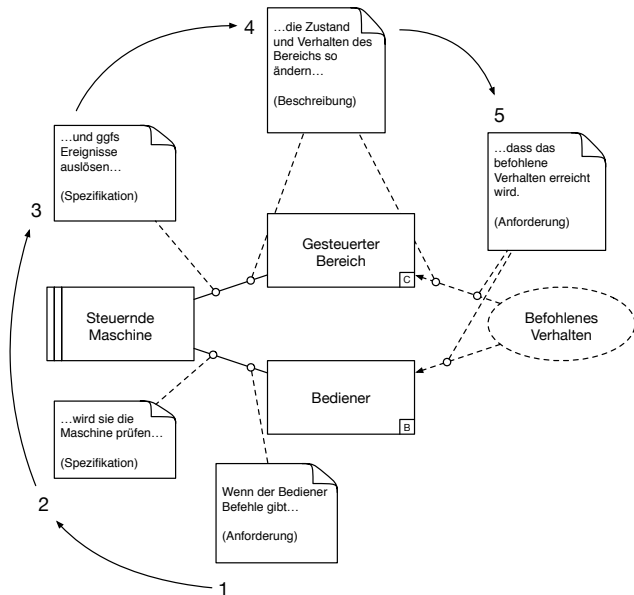 4
…die Zustand
und Verhalten des
Bereichs so
ändern…
(Beschreibung)
5
…und ggfs
Ereignisse
auslösen…
(Spezifikation)
…dass das
befohlene
Verhalten erreicht
wird.
(Anforderung)
3
Gesteuerter
Bereich
C
Steuernde
Maschine
Befohlenes
Verhalten
Bediener
B
…wird sie die
Maschine prüfen…
(Spezifikation)
2
Wenn der Bediener
Befehle gibt…
(Anforderung)
1